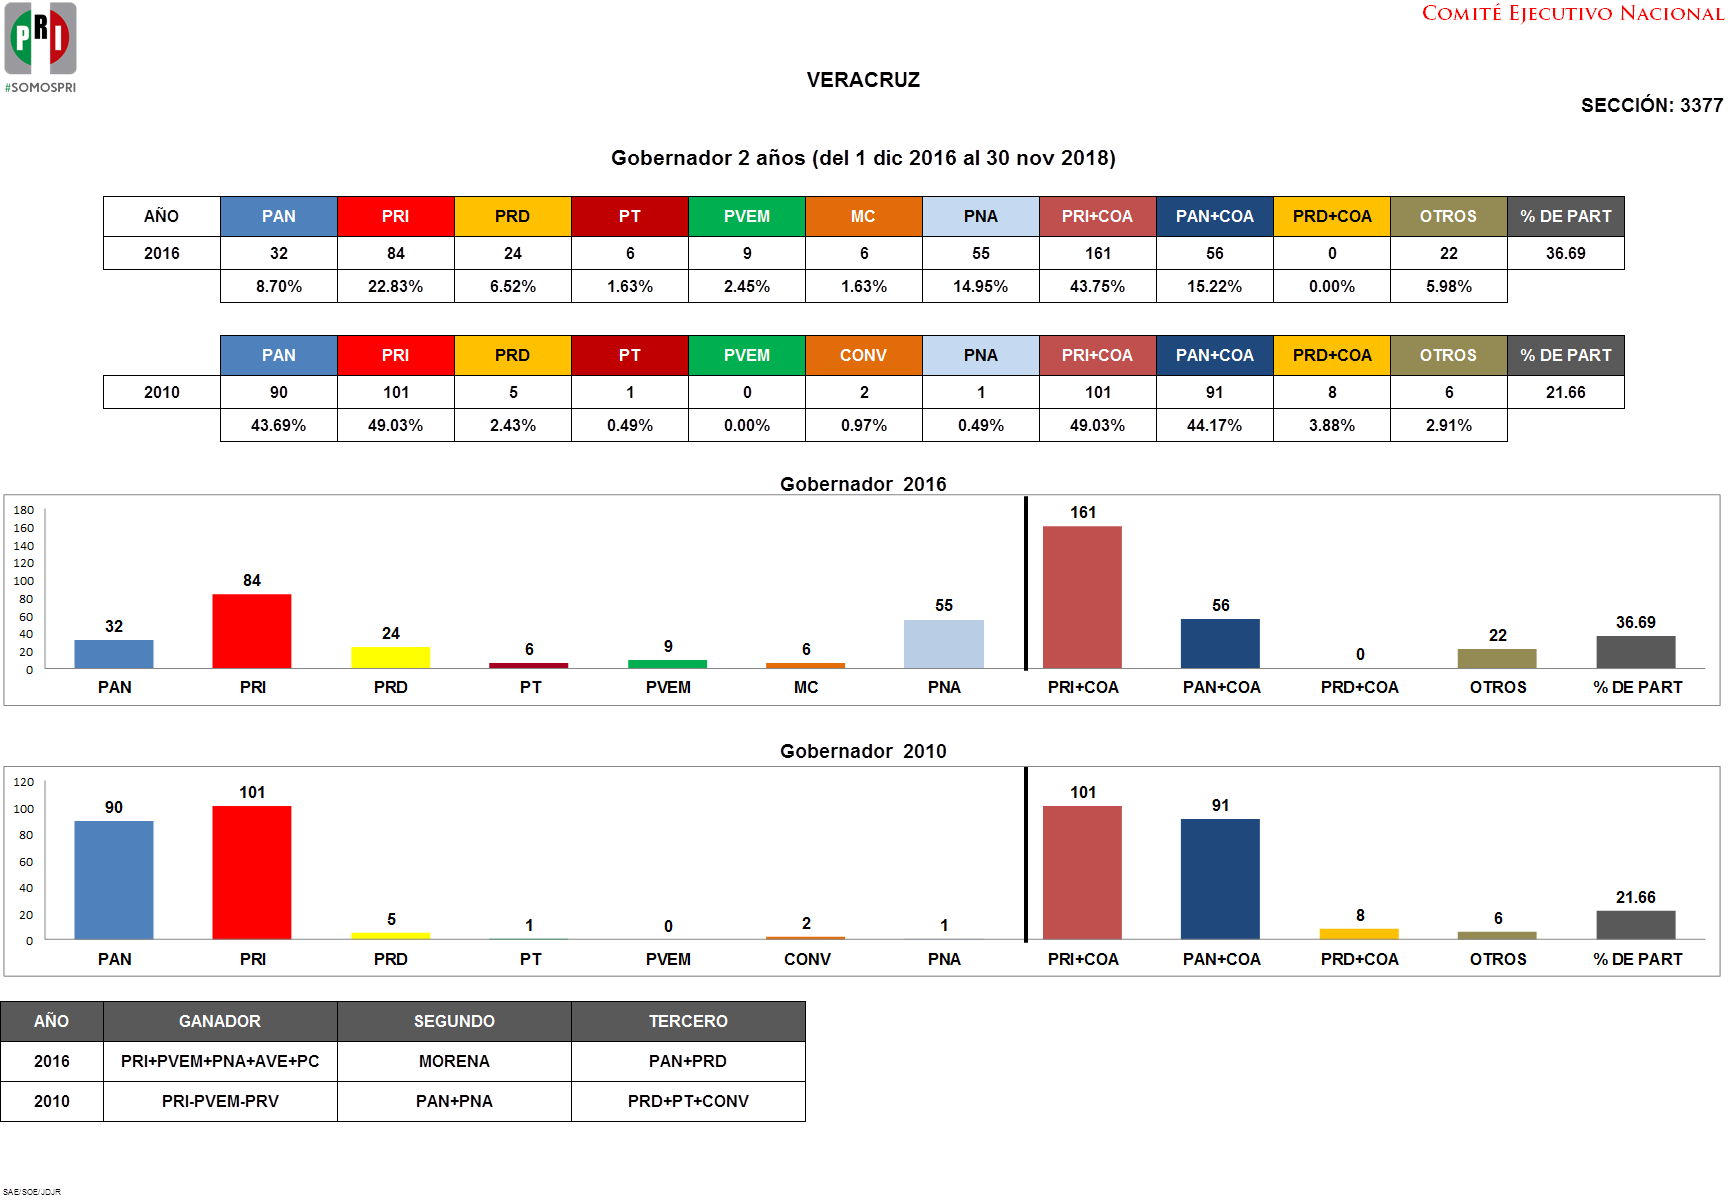 PRI
#SOMOSPRI
COMITÉ EJECUTIVO NACIONAL
VERACRUZ
SECCIÓN: 3377
Gobernador 2 años (del 1 dic 2016 al 30 nov 2018)
AÑO PAN PRI PRD PT PVEM MC PNA PRI+COA PAN+COA PRD+COA OTROS % DE PART
2016 32 84 24 6 9 6 55 161 56 0 22 36.69
8.70% 22.83% 6.52% 1.63% 2.45% 1.63% 14.95% 43.75% 15.22% 0.00% 5.98%
PAN PRI PRD PT PVEM CONV PNA PRI+COA PAN+COA PRD+COA OTROS % DE PART
2010 90 101 5 1 0 2 1 101 91 8 6 21.66
43.69% 49.03% 2.43% 0.49% 0.00% 0.97% 0.49% 49.03% 44.17% 3.88% 2.91%
Gobernador 2016
180
160
140
120
100
80
60
40
20
0
32 84 24 6 9 6 55 161 56 0 22 36.69
PAN PRI PRD PT PVEM MC PNA PRI+COA PAN+COA PRD+COA OTROS % DE PART
Gobernador 2010
120
100
80
60
40
20
0
90 101 5 1 0 2 1 101 91 8 6 21.66
PAN PRI PRD PT PVEM CONV PNA PRI+COA PAN+COA PRD+COA OTROS % DE PART
AÑO GANADOR SEGUNDO TERCERO
2016 PRI+PVEM+PNA+AVE+PC MORENA PAN+PRD
2010 PRI-PVEM-PRV PAN+PNA PRD+PT+CONV
SAE/SOE/JDJR